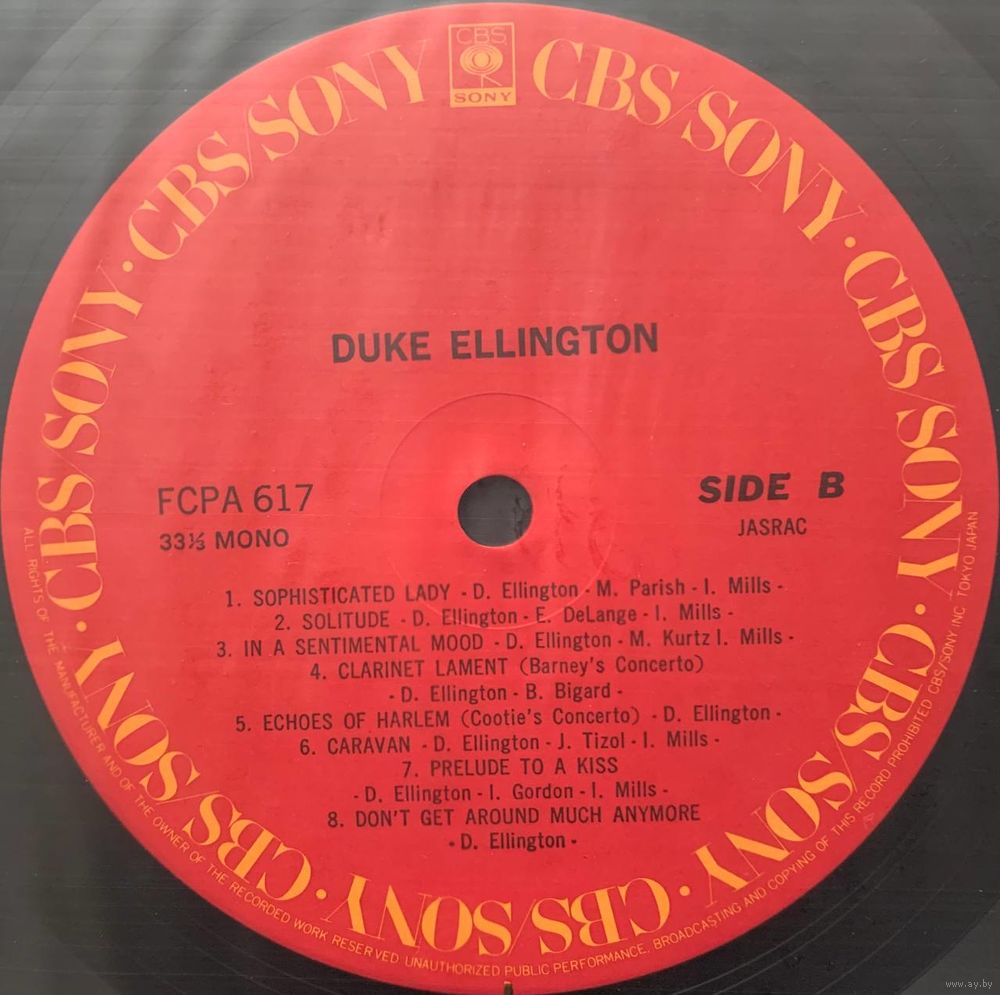 CBS
SONY
CBS/SONY · CBS/SONY · CBS/SONY · CBS/SONY · CBS/SONY · CBS/SONY · CBS/SONY · CBS/SONY
DUKE ELLINGTON
FCPA 617
33⅓ MONO
SIDE B
JASRAC
1. SOPHISTICATED LADY - D. Ellington - M. Parish - I. Mills -
2. SOLITUDE - D. Ellington - E. DeLange - I. Mills -
3. IN A SENTIMENTAL MOOD - D. Ellington - M. Kurtz I. Mills -
4. CLARINET LAMENT (Barney's Concerto)
- D. Ellington - B. Bigard -
5. ECHOES OF HARLEM (Cootie's Concerto) - D. Ellington -
6. CARAVAN - D. Ellington - J. Tizol - I. Mills -
7. PRELUDE TO A KISS
- D. Ellington - I. Gordon - I. Mills -
8. DON'T GET AROUND MUCH ANYMORE
- D. Ellington -
ALL RIGHTS OF THE MANUFACTURER AND OF THE OWNER OF THE RECORDED WORK RESERVED UNAUTHORIZED PUBLIC PERFORMANCE, BROADCASTING AND COPYING OF THIS RECORD PROHIBITED CBS/SONY INC. TOKYO JAPAN
www.ay.by